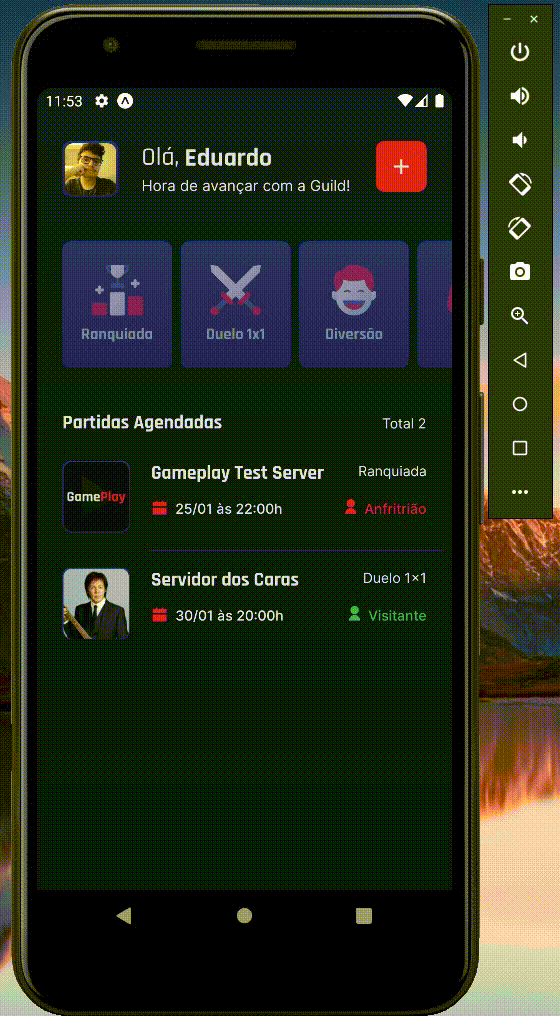 11:53
Olá, Eduardo
Hora de avançar com a Guild!
+
Ranquiada
Duelo 1x1
Diversão
Partidas Agendadas
Total 2
Gameplay Test Server
Ranquiada
GamePlay
25/01 às 22:00h
Anfritrião
Servidor dos Caras
Duelo 1×1
30/01 às 20:00h
Visitante